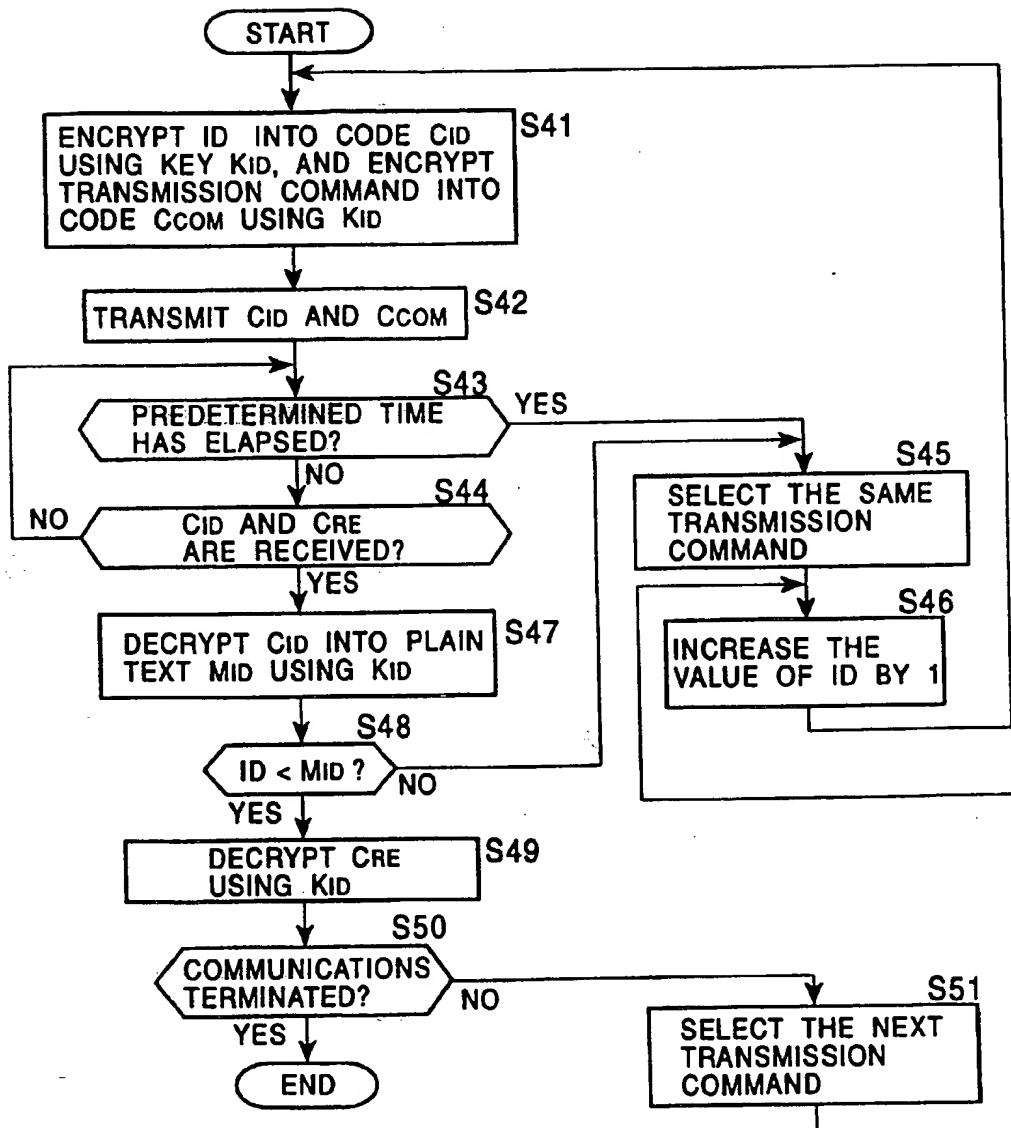 START
S41
ENCRYPT ID INTO CODE CID
USING KEY KID, AND ENCRYPT
TRANSMISSION COMMAND INTO
CODE CCOM USING KID
S42
TRANSMIT CID AND CCOM
S43
PREDETERMINED TIME
HAS ELAPSED?
YES
NO
S44
CID AND CRE
ARE RECEIVED?
NO
YES
S45
SELECT THE SAME
TRANSMISSION
COMMAND
S46
INCREASE THE
VALUE OF ID BY 1
S47
DECRYPT CID INTO PLAIN
TEXT MID USING KID
S48
ID < MID ?
NO
YES
S49
DECRYPT CRE
USING KID
S50
COMMUNICATIONS
TERMINATED?
NO
YES
S51
SELECT THE NEXT
TRANSMISSION
COMMAND
END